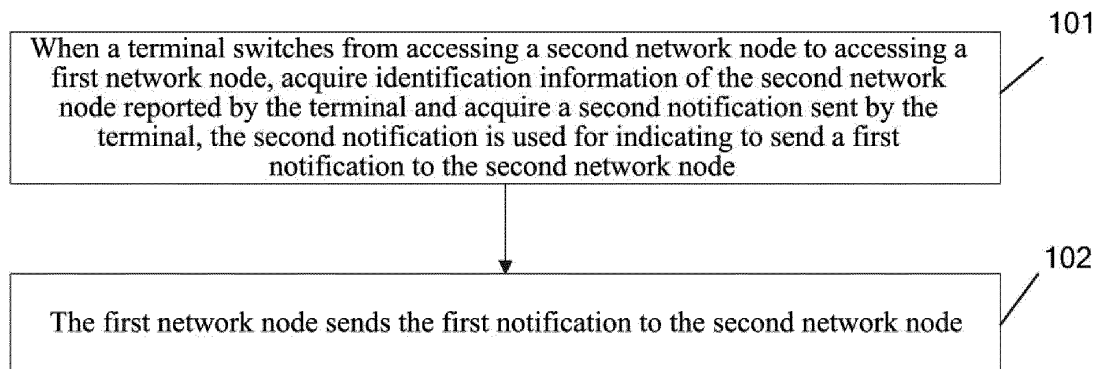 101
When a terminal switches from accessing a second network node to accessing a
first network node, acquire identification information of the second network
node reported by the terminal and acquire a second notification sent by the
terminal, the second notification is used for indicating to send a first
notification to the second network node
102
The first network node sends the first notification to the second network node